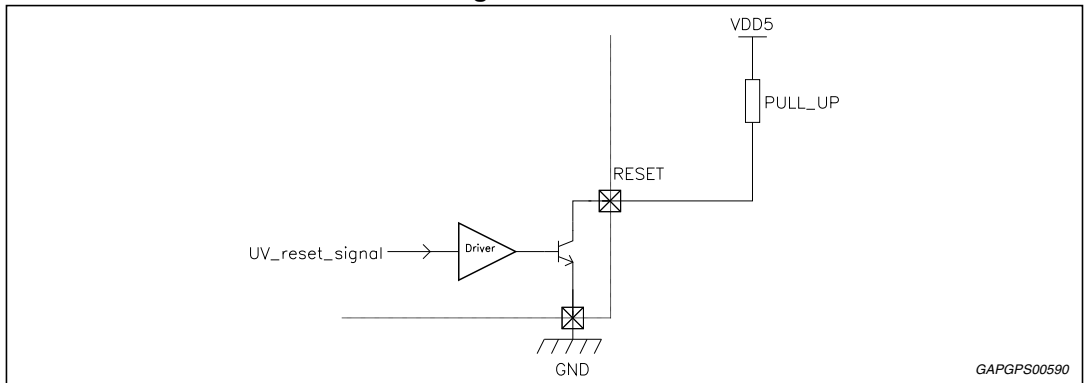 VDD5
PULL_UP
RESET
UV_reset_signal
Driver
GND
GAPGPS00590